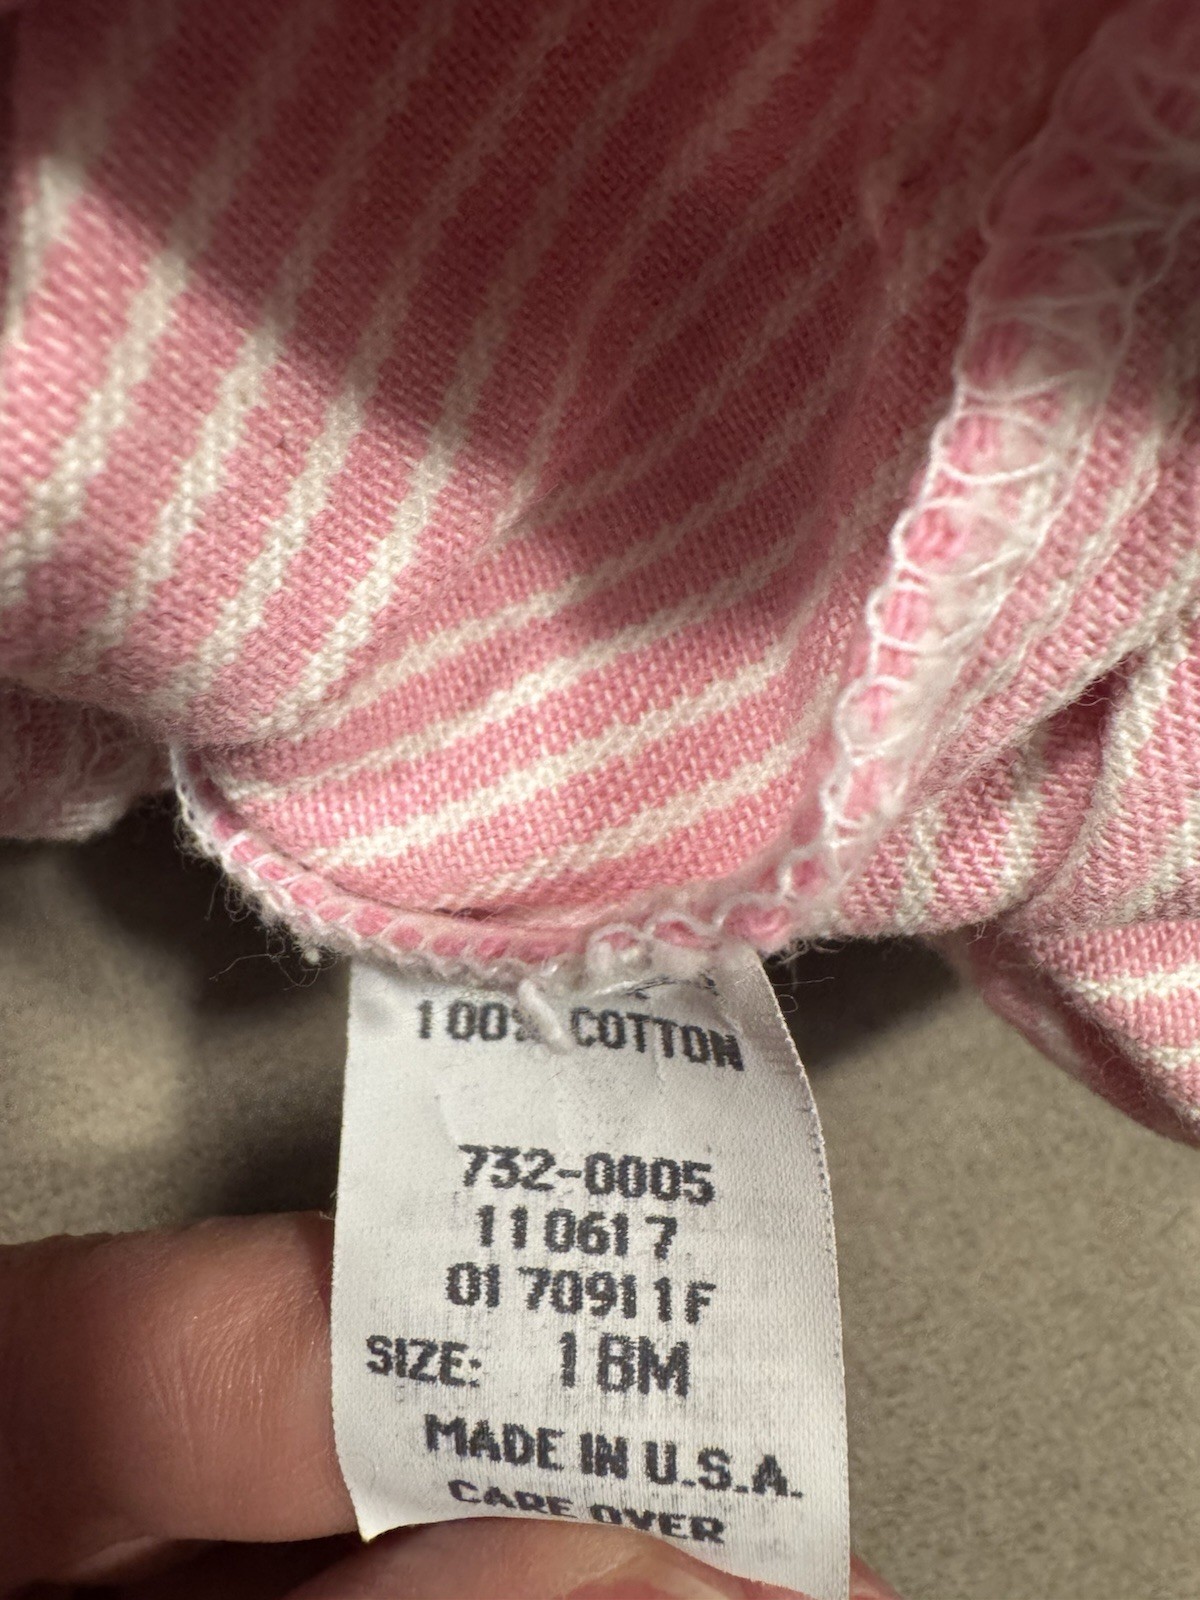 100% COTTON
732-0005
110617
0170911F
SIZE: 18M
MADE IN U.S.A.
CARE OVER